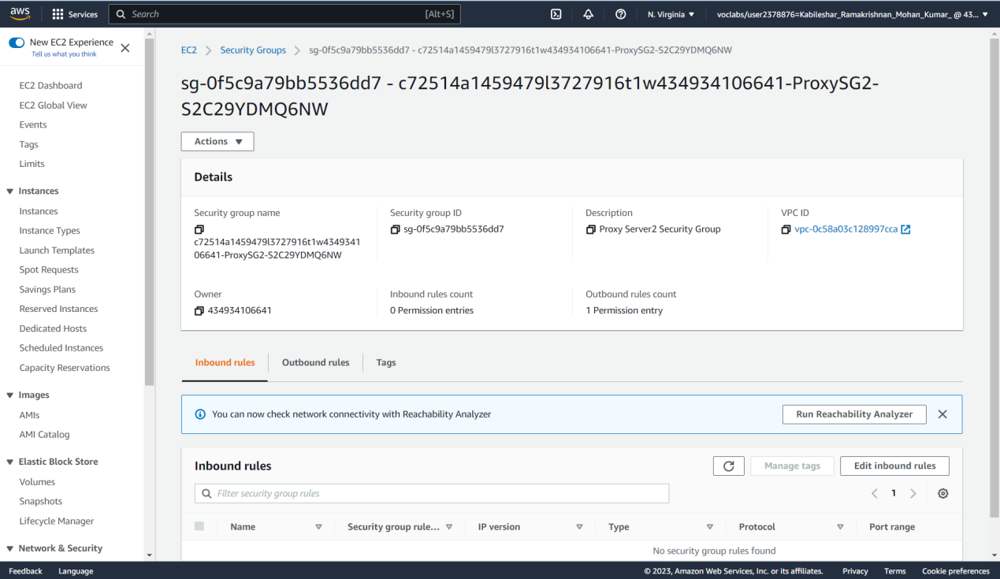 aws
Services
Search
[Alt+S]
N. Virginia
voclabs/user2378876=Kabileshar_Ramakrishnan_Mohan_Kumar_ @ 43...
New EC2 Experience
Tell us what you think
EC2 Dashboard
EC2 Global View
Events
Tags
Limits
Instances
Instances
Instance Types
Launch Templates
Spot Requests
Savings Plans
Reserved Instances
Dedicated Hosts
Scheduled Instances
Capacity Reservations
Images
AMIs
AMI Catalog
Elastic Block Store
Volumes
Snapshots
Lifecycle Manager
Network & Security
EC2
Security Groups
sg-0f5c9a79bb5536dd7 - c72514a1459479l3727916t1w434934106641-ProxySG2-S2C29YDMQ6NW
sg-0f5c9a79bb5536dd7 - c72514a1459479l3727916t1w434934106641-ProxySG2-
S2C29YDMQ6NW
Actions
Details
Security group name
c72514a1459479l3727916t1w4349341
06641-ProxySG2-S2C29YDMQ6NW
Security group ID
sg-0f5c9a79bb5536dd7
Description
Proxy Server2 Security Group
VPC ID
vpc-0c58a03c128997cca
Owner
434934106641
Inbound rules count
0 Permission entries
Outbound rules count
1 Permission entry
Inbound rules
Outbound rules
Tags
You can now check network connectivity with Reachability Analyzer
Run Reachability Analyzer
Inbound rules
Manage tags
Edit inbound rules
Filter security group rules
1
Name
Security group rule...
IP version
Type
Protocol
Port range
No security group rules found
Feedback
Language
© 2023, Amazon Web Services, Inc. or its affiliates.
Privacy
Terms
Cookie preferences